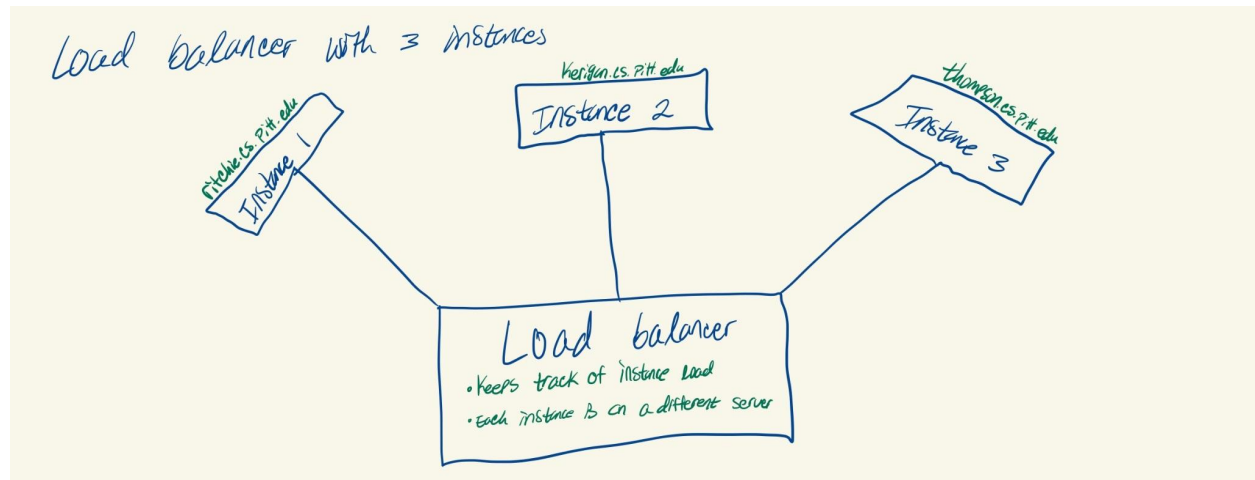 Load balancer with 3 instances
ritchie.cs.pitt.edu
Instance 1
kerigan.cs.pitt.edu
Instance 2
thompson.cs.pitt.edu
Instance 3
Load balancer
• Keeps track of instance load
• Each instance is on a different server